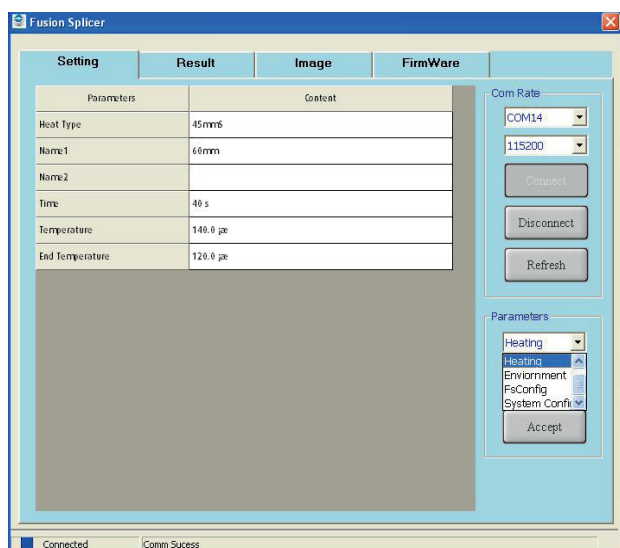 Fusion Splicer
Setting Result Image FirmWare
Parameters Content
Heat Type 45mmS
Name1 60mm
Name2
Time 40 s
Temperature 140.0 ¡æ
End Temperature 120.0 ¡æ
Com Rate
COM14
115200
Connect
Disconnect
Refresh
Parameters
Heating
Heating
Enviornment
FsConfig
System Config
Accept
Connected Comm Sucess